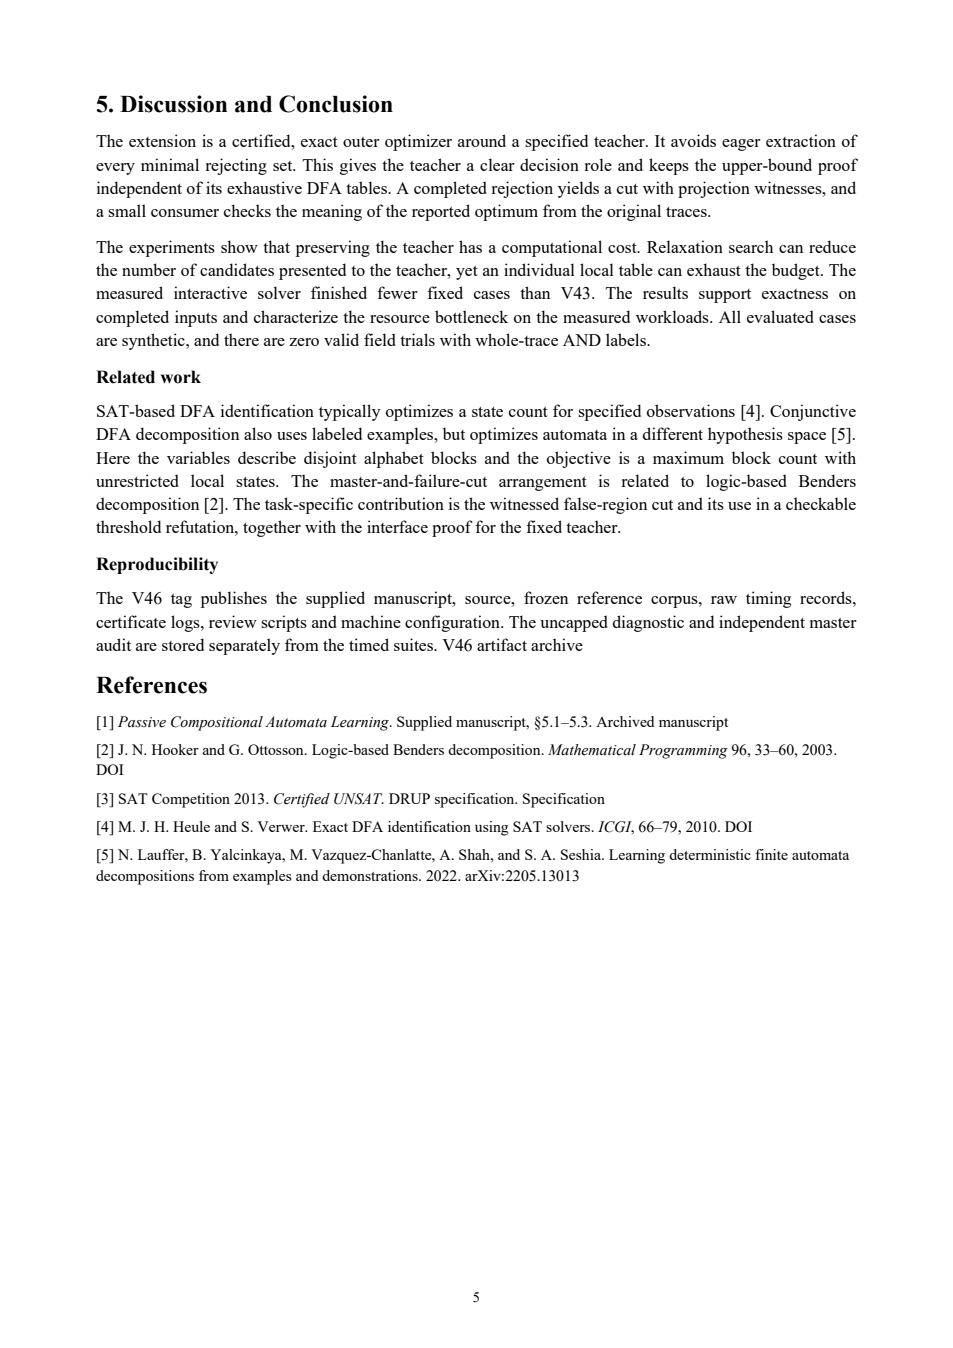 5. Discussion and Conclusion
The extension is a certified, exact outer optimizer around a specified teacher. It avoids eager extraction of
every minimal rejecting set. This gives the teacher a clear decision role and keeps the upper-bound proof
independent of its exhaustive DFA tables. A completed rejection yields a cut with projection witnesses, and
a small consumer checks the meaning of the reported optimum from the original traces.
The experiments show that preserving the teacher has a computational cost. Relaxation search can reduce
the number of candidates presented to the teacher, yet an individual local table can exhaust the budget. The
measured interactive solver finished fewer fixed cases than V43. The results support exactness on
completed inputs and characterize the resource bottleneck on the measured workloads. All evaluated cases
are synthetic, and there are zero valid field trials with whole-trace AND labels.
Related work
SAT-based DFA identification typically optimizes a state count for specified observations [4]. Conjunctive
DFA decomposition also uses labeled examples, but optimizes automata in a different hypothesis space [5].
Here the variables describe disjoint alphabet blocks and the objective is a maximum block count with
unrestricted local states. The master-and-failure-cut arrangement is related to logic-based Benders
decomposition [2]. The task-specific contribution is the witnessed false-region cut and its use in a checkable
threshold refutation, together with the interface proof for the fixed teacher.
Reproducibility
The V46 tag publishes the supplied manuscript, source, frozen reference corpus, raw timing records,
certificate logs, review scripts and machine configuration. The uncapped diagnostic and independent master
audit are stored separately from the timed suites. V46 artifact archive
References
[1] Passive Compositional Automata Learning. Supplied manuscript, §5.1–5.3. Archived manuscript
[2] J. N. Hooker and G. Ottosson. Logic-based Benders decomposition. Mathematical Programming 96, 33–60, 2003.
DOI
[3] SAT Competition 2013. Certified UNSAT. DRUP specification. Specification
[4] M. J. H. Heule and S. Verwer. Exact DFA identification using SAT solvers. ICGI, 66–79, 2010. DOI
[5] N. Lauffer, B. Yalcinkaya, M. Vazquez-Chanlatte, A. Shah, and S. A. Seshia. Learning deterministic finite automata
decompositions from examples and demonstrations. 2022. arXiv:2205.13013
5